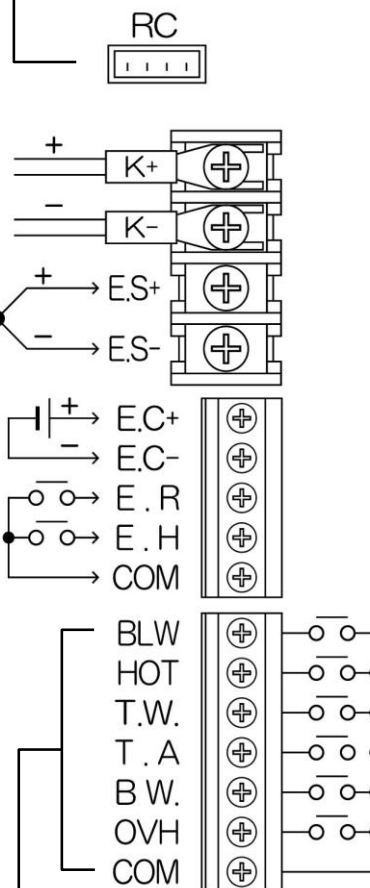 RC
+
K+
−
K−
+
E.S+
−
E.S−
+
E.C+
−
E.C−
E.R
E.H
COM
BLW
HOT
T.W.
T.A
B W.
OVH
COM